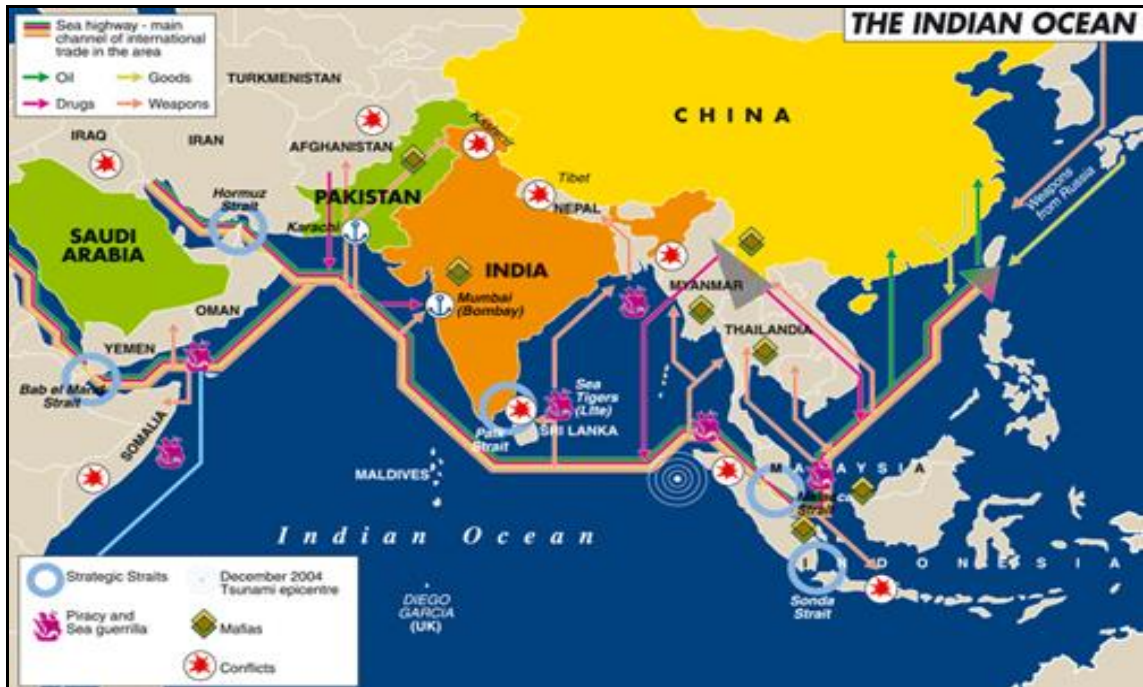 THE INDIAN OCEAN
Sea highway - main
channel of international
trade in the area
Oil
Goods
Drugs
Weapons
TURKMENISTAN
CHINA
IRAQ
IRAN
AFGHANISTAN
Kashmir
Tibet
Hormuz
Strait
PAKISTAN
NEPAL
Weapons
from Russia
Karachi
SAUDI
ARABIA
INDIA
MYANMAR
OMAN
Mumbai
(Bombay)
THAILANDIA
YEMEN
Bab el Mandeb
Strait
Sea
Tigers
(Ltte)
SOMALIA
Palk
Strait
SRI LANKA
MALDIVES
MALAYSIA
Malacca
Strait
Indian Ocean
INDONESIA
Sonda
Strait
DIEGO
GARCIA
(UK)
Strategic Straits
December 2004
Tsunami epicentre
Piracy and
Sea guerrilla
Mafias
Conflicts